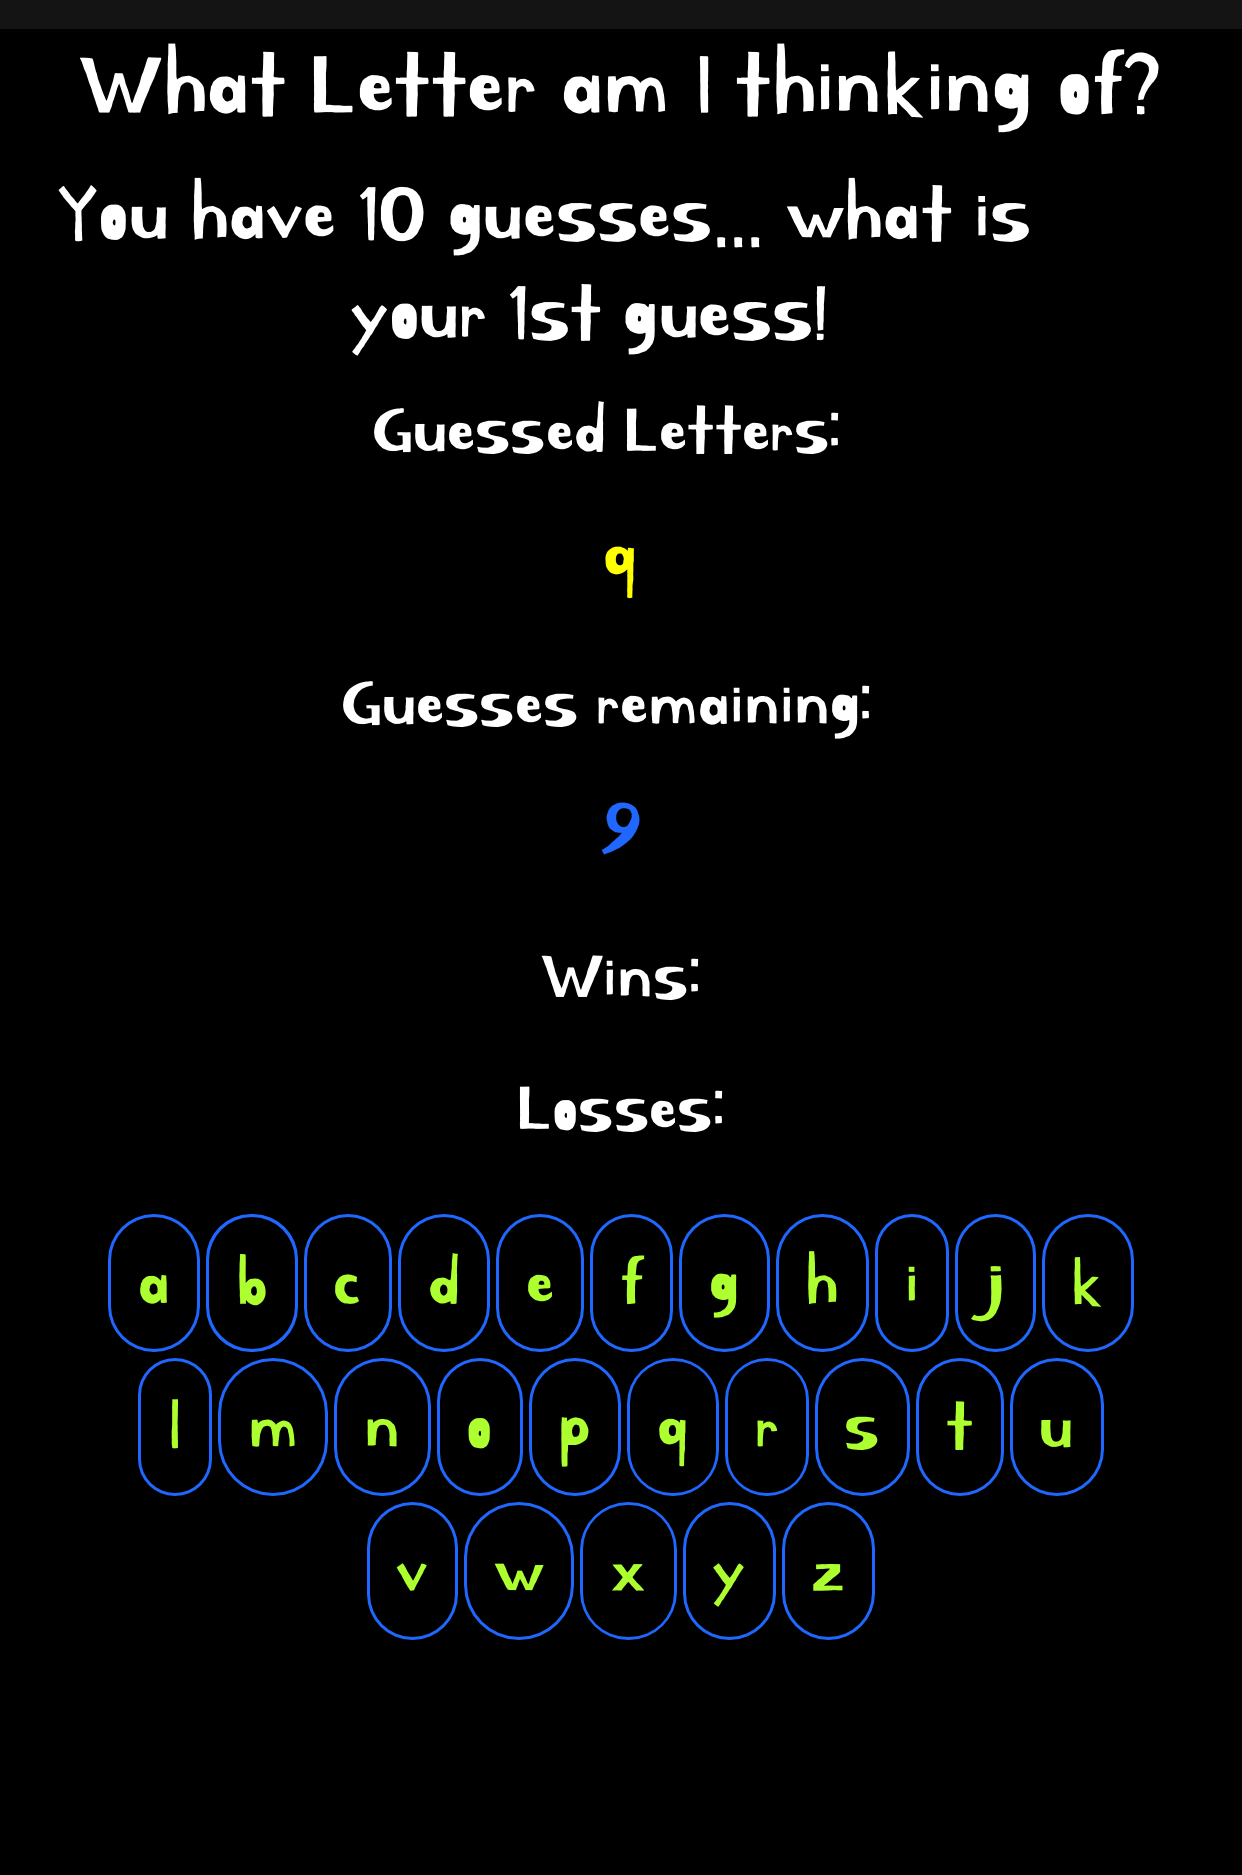 What Letter am I thinking of?
You have 10 guesses... what is
your 1st guess!
Guessed Letters:
q
Guesses remaining:
9
Wins:
Losses:
a b c d e f g h i j k
l m n o p q r s t u
v w x y z